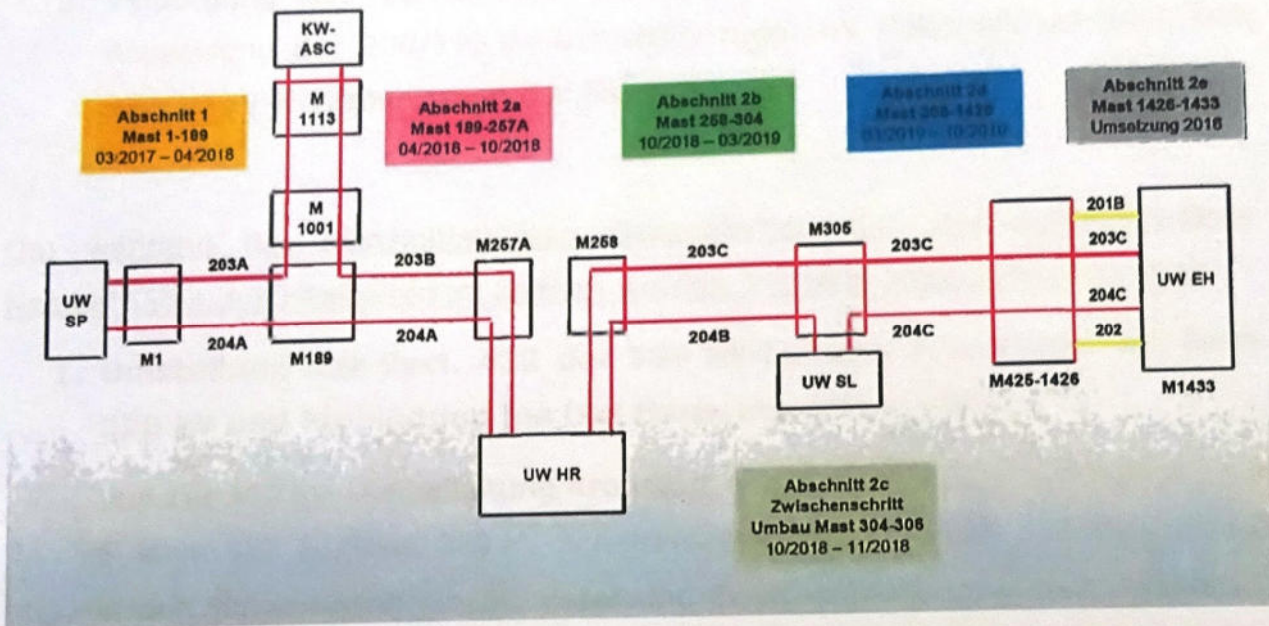 KW-
ASC
M
1113
Abschnitt 1
Mast 1-189
03/2017 – 04/2018
Abschnitt 2a
Mast 189-257A
04/2018 – 10/2018
Abschnitt 2b
Mast 258-304
10/2018 – 03/2019
Abschnitt 2d
Abschnitt 2e
Mast 1426-1433
Umsetzung 2016
M
1001
UW
SP
M1
203A
204A
M189
203B
204A
M257A
M258
UW HR
203C
204B
M305
203C
204C
UW SL
M425-1426
201B
203C
204C
202
UW EH
M1433
Abschnitt 2c
Zwischenschritt
Umbau Mast 304-306
10/2018 – 11/2018